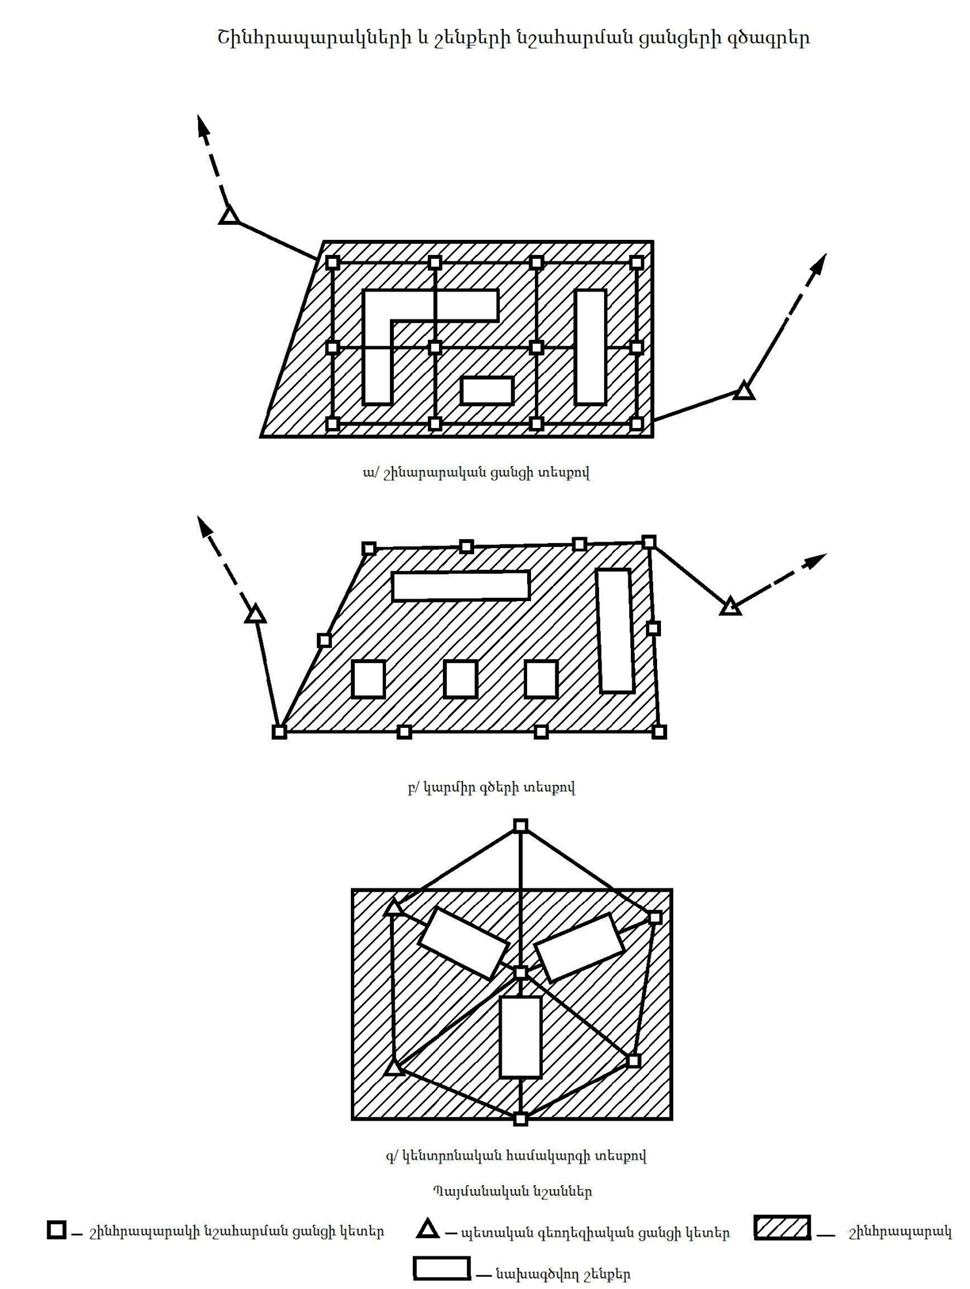 Շինհրապարակների և շենքերի նշահարման ցանցերի գծագրեր
ա/ շինարարական ցանցի տեսքով
բ/ կարմիր գծերի տեսքով
գ/ կենտրոնական համակարգի տեսքով
Պայմանական նշաններ
— շինհրապարակի նշահարման ցանցի կետեր — պետական գեոդեզիական ցանցի կետեր — շինհրապարակ
— նախագծվող շենքեր